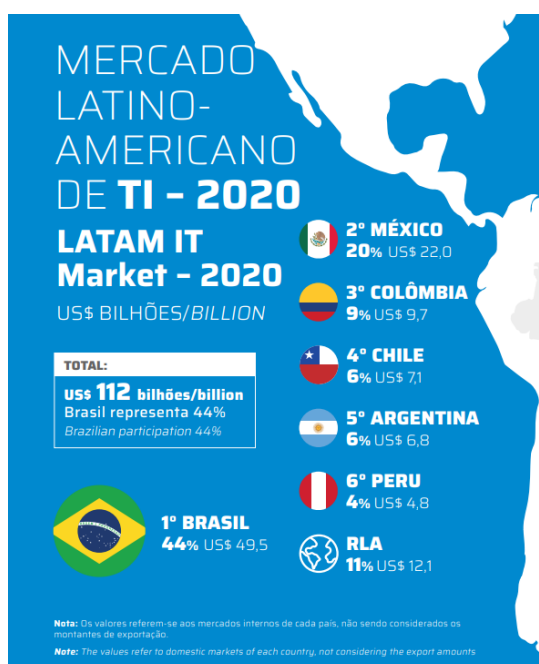 MERCADO
LATINO-
AMERICANO
DE TI – 2020
LATAM IT
Market – 2020
US$ BILHÕES/BILLION
TOTAL:
US$ 112 bilhões/billion
Brasil representa 44%
Brazilian participation 44%
1º BRASIL
44% US$ 49,5
2º MÉXICO
20% US$ 22,0
3º COLÔMBIA
9% US$ 9,7
4º CHILE
6% US$ 7,1
5º ARGENTINA
6% US$ 6,8
6º PERU
4% US$ 4,8
RLA
11% US$ 12,1
Nota: Os valores referem-se aos mercados internos de cada país, não sendo considerados os
montantes de exportação.
Note: The values refer to domestic markets of each country, not considering the export amounts